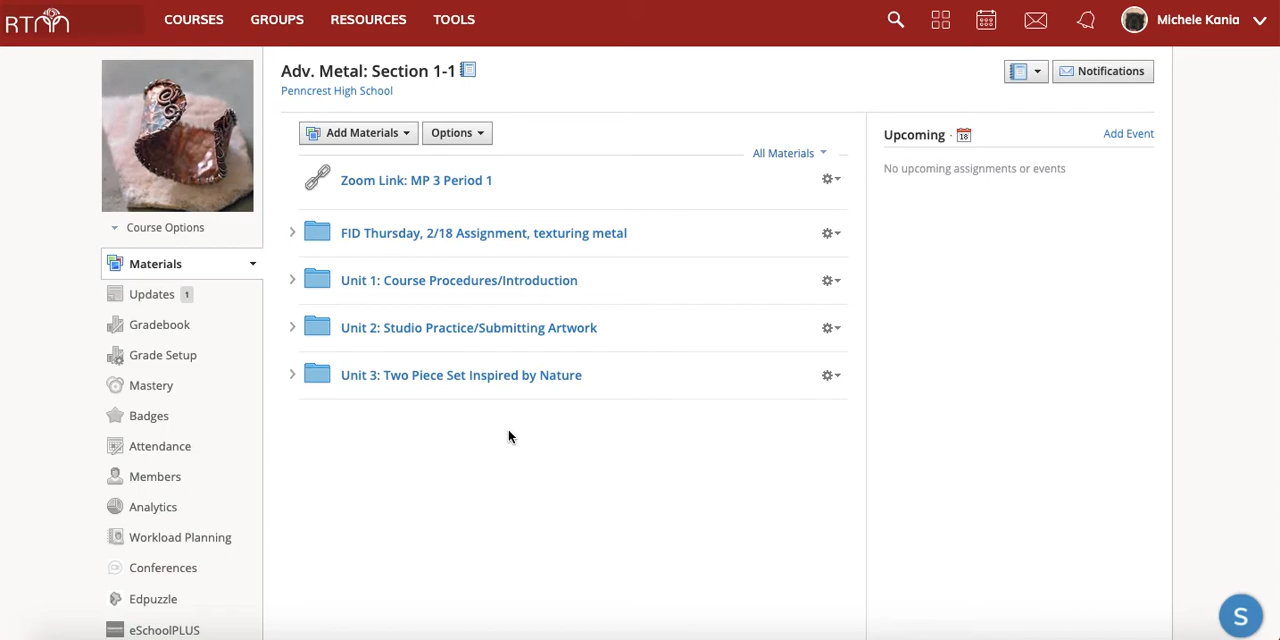 RTM
COURSES
GROUPS
RESOURCES
TOOLS
Michele Kania
Adv. Metal: Section 1-1
Penncrest High School
Notifications
Course Options
Materials
Updates 1
Gradebook
Grade Setup
Mastery
Badges
Attendance
Members
Analytics
Workload Planning
Conferences
Edpuzzle
eSchoolPLUS
Add Materials
Options
All Materials
Zoom Link: MP 3 Period 1
FID Thursday, 2/18 Assignment, texturing metal
Unit 1: Course Procedures/Introduction
Unit 2: Studio Practice/Submitting Artwork
Unit 3: Two Piece Set Inspired by Nature
Upcoming · 18
Add Event
No upcoming assignments or events
S